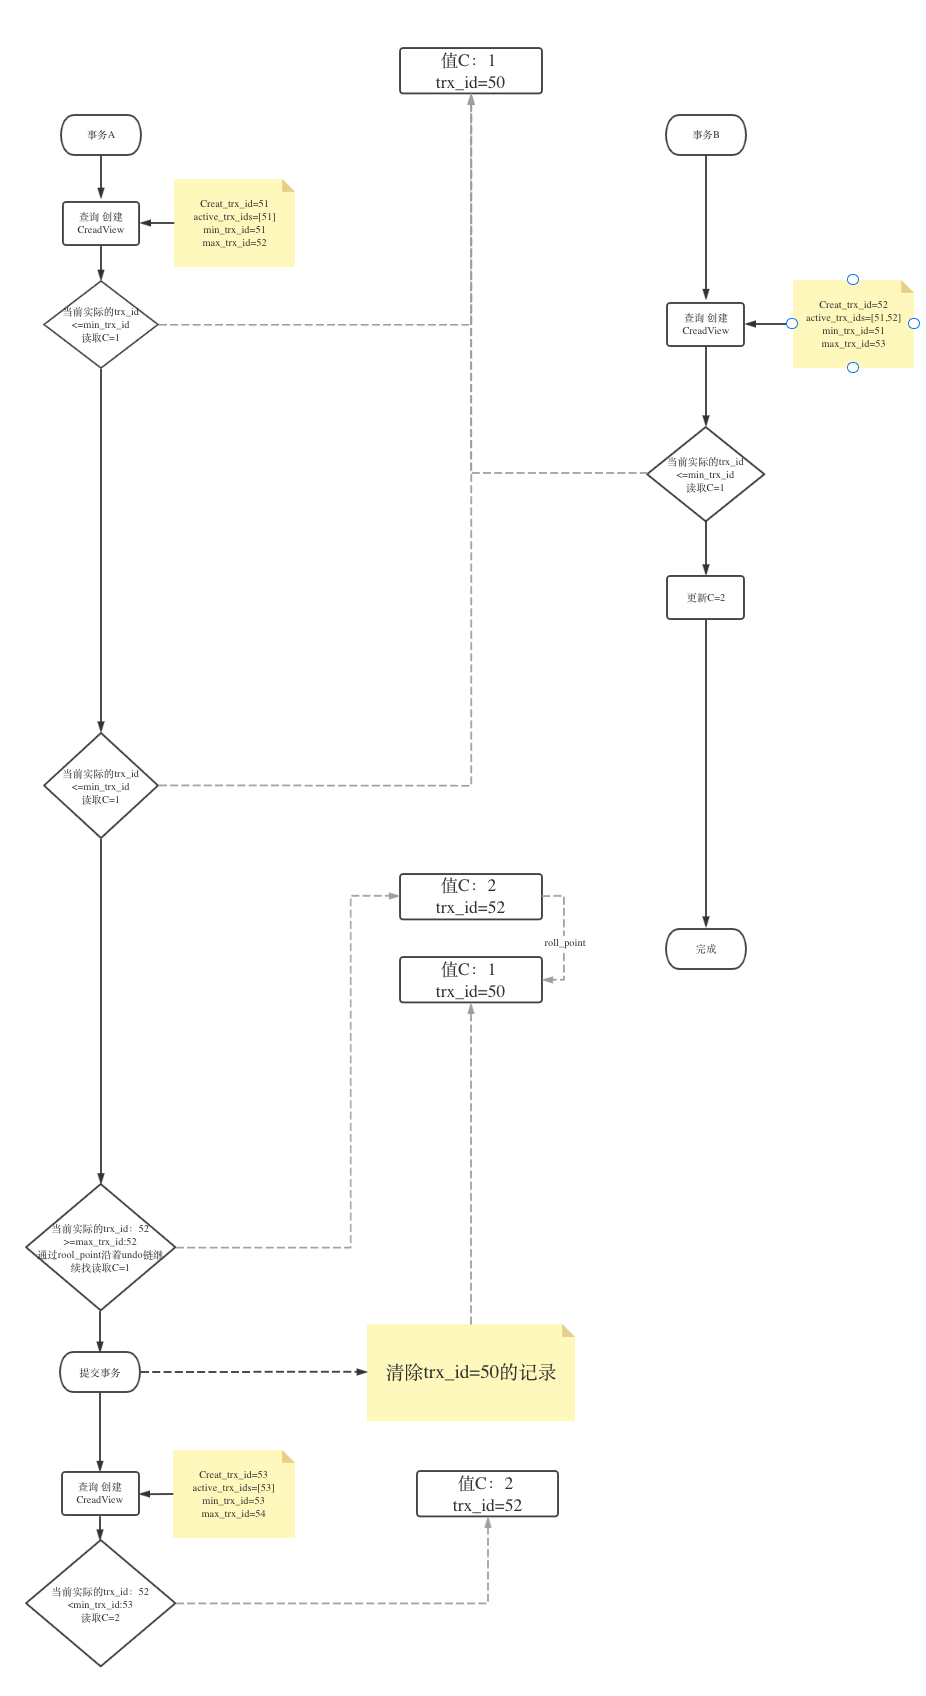 值C：1
trx_id=50
事务A
事务B
查询 创建
CreadView
Creat_trx_id=51
active_trx_ids=[51]
min_trx_id=51
max_trx_id=52
当前实际的trx_id
<=min_trx_id
读取C=1
查询 创建
CreadView
Creat_trx_id=52
active_trx_ids=[51,52]
min_trx_id=51
max_trx_id=53
当前实际的trx_id
<=min_trx_id
读取C=1
更新C=2
当前实际的trx_id
<=min_trx_id
读取C=1
值C：2
trx_id=52
roll_point
完成
值C：1
trx_id=50
当前实际的trx_id：52
>=max_trx_id:52
通过rool_point沿着undo链继
续找读取C=1
提交事务
清除trx_id=50的记录
查询 创建
CreadView
Creat_trx_id=53
active_trx_ids=[53]
min_trx_id=53
max_trx_id=54
值C：2
trx_id=52
当前实际的trx_id：52
<min_trx_id:53
读取C=2